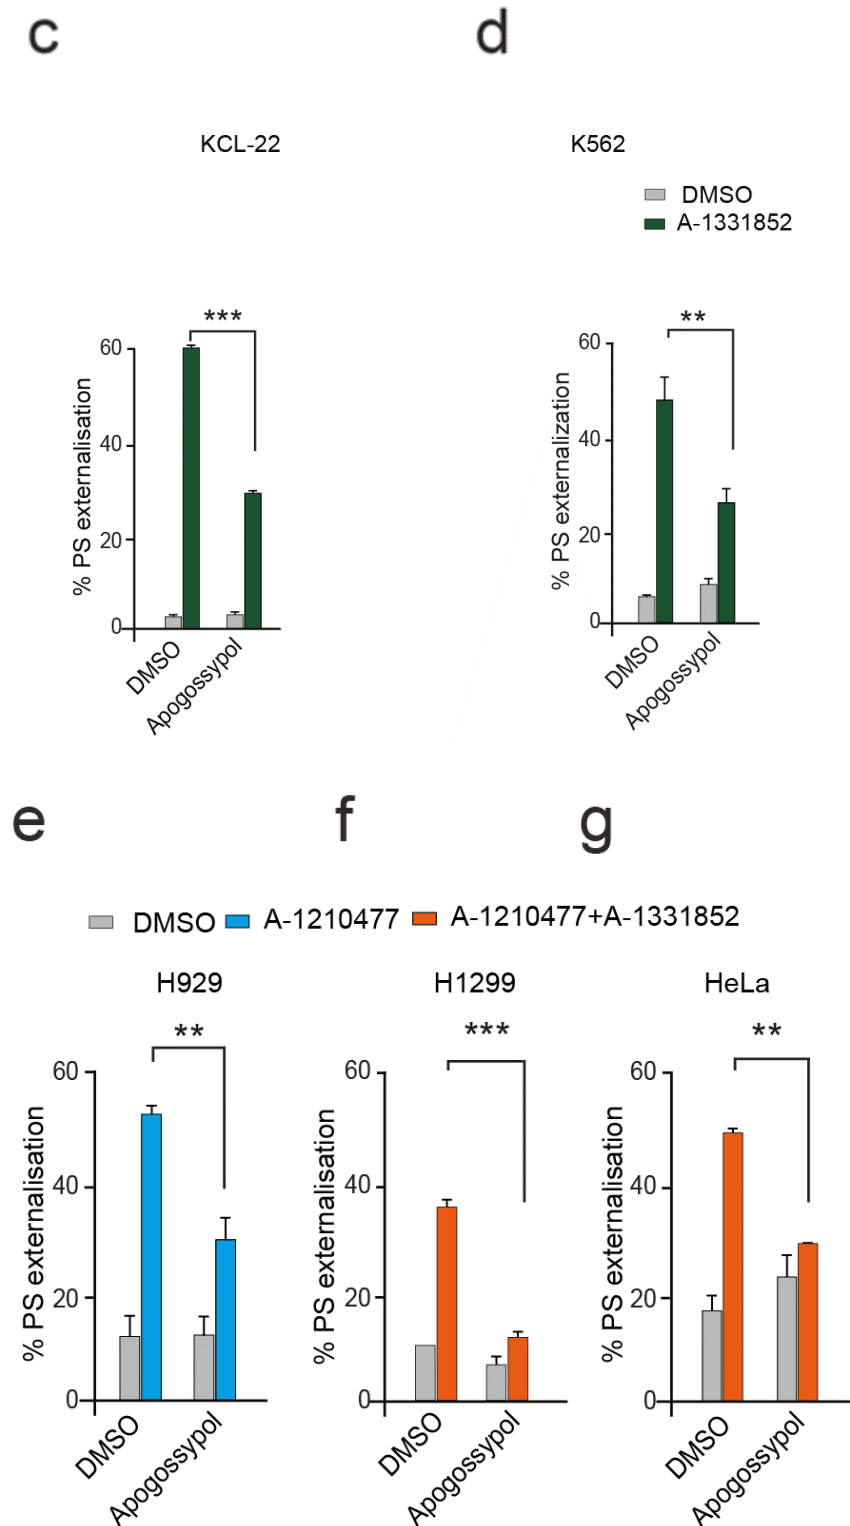 c
d
KCL-22
K562
DMSO
A-1331852
***
60
40
20
0
% PS externalisation
DMSO
Apogossypol
**
60
40
20
0
% PS externalization
DMSO
Apogossypol
e
f
g
DMSO A-1210477 A-1210477+A-1331852
H929
H1299
HeLa
**
60
40
20
0
% PS externalisation
DMSO
Apogossypol
***
60
40
20
0
% PS externalisation
DMSO
Apogossypol
**
60
40
20
0
% PS externalisation
DMSO
Apogossypol